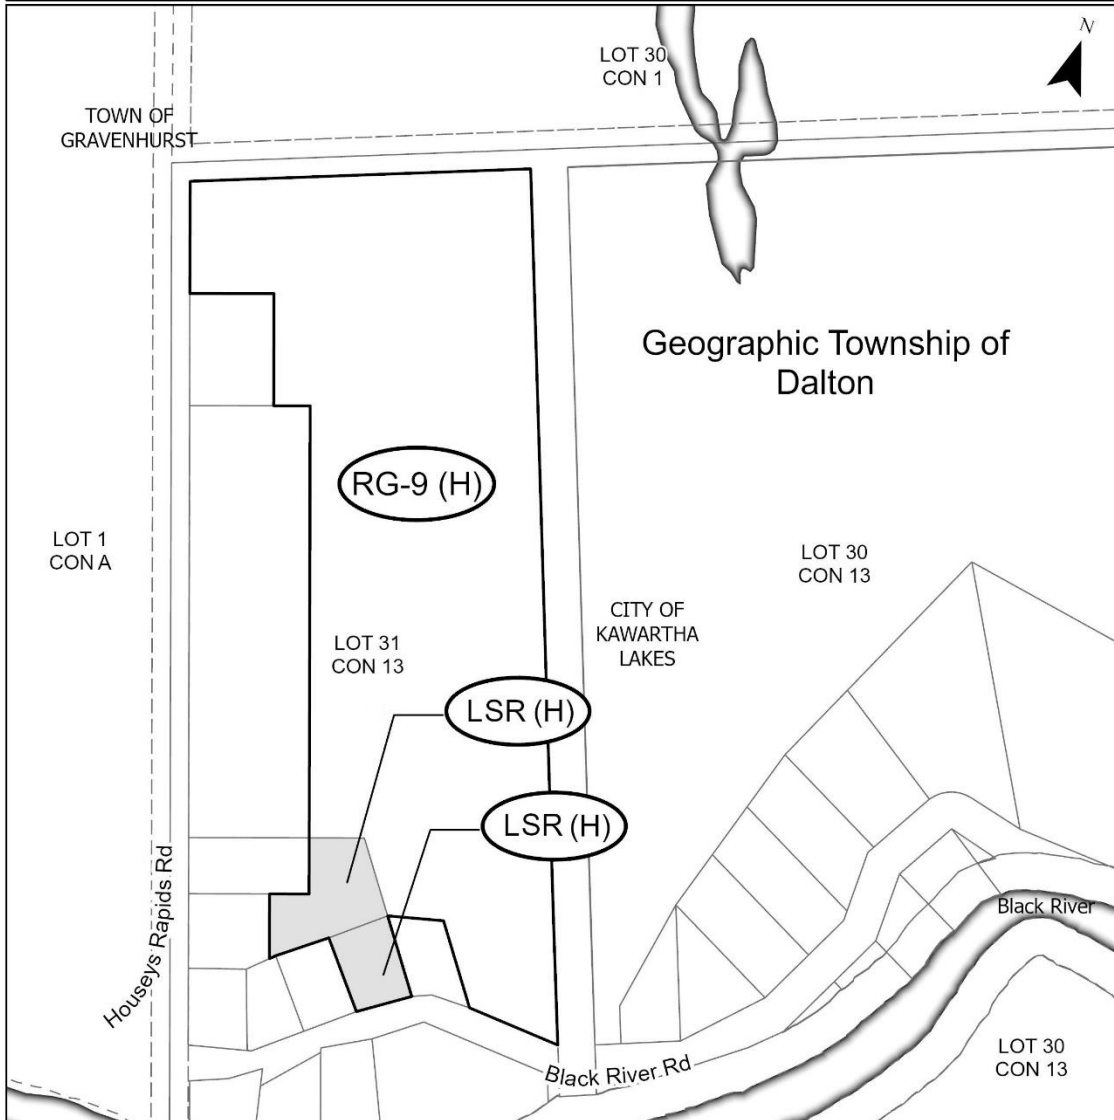 N
LOT 30
CON 1
TOWN OF
GRAVENHURST
Geographic Township of
Dalton
RG-9 (H)
LOT 1
CON A
LOT 30
CON 13
CITY OF
KAWARTHA
LAKES
LOT 31
CON 13
LSR (H)
LSR (H)
Houseys Rapids Rd
Black River
Black River Rd
LOT 30
CON 13